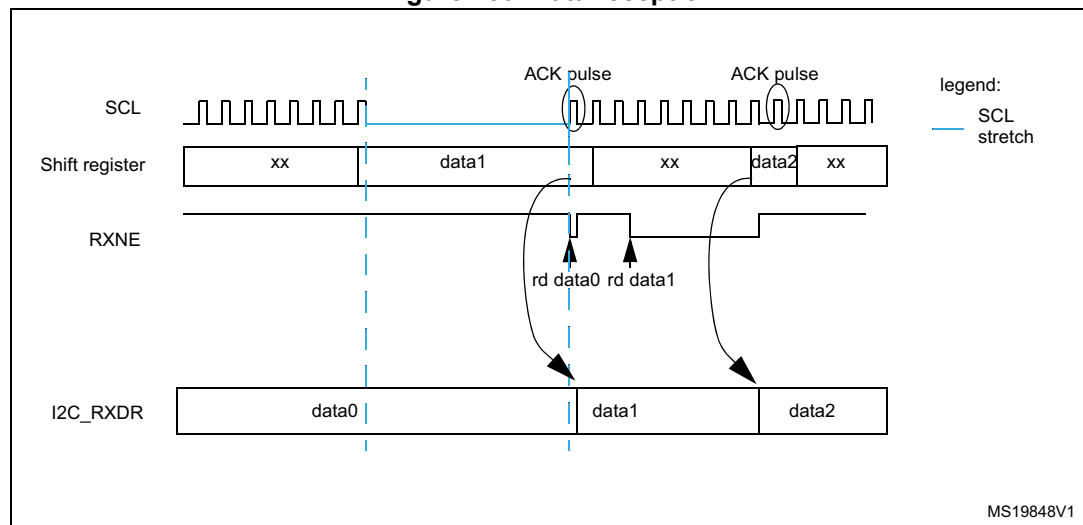 ACK pulse ACK pulse
legend:
SCL
SCL
stretch
Shift register xx data1 xx data2 xx
RXNE
rd data0 rd data1
I2C_RXDR data0 data1 data2
MS19848V1